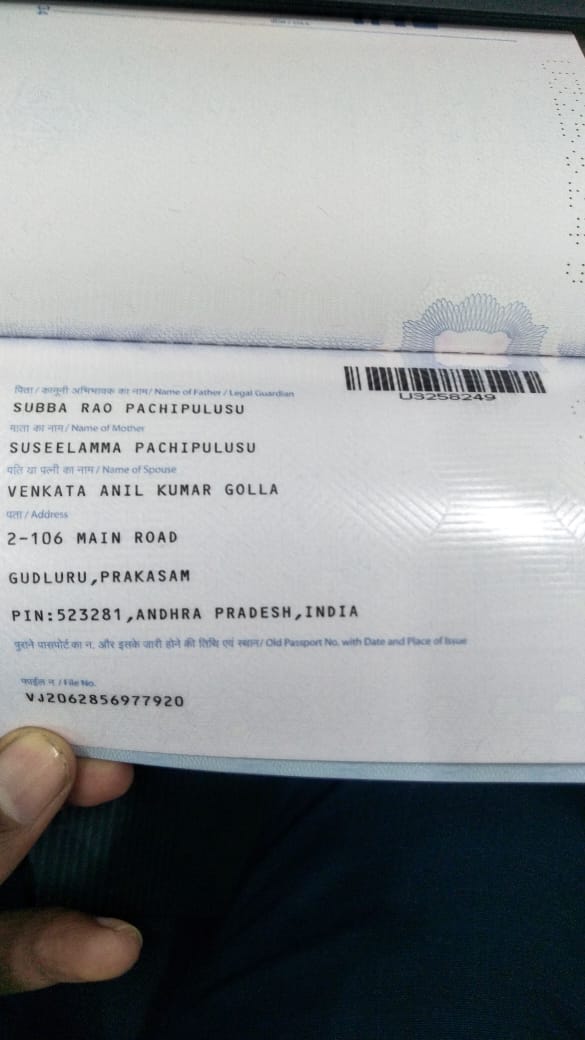 U3258249
पिता / कानूनी अभिभावक का नाम / Name of Father / Legal Guardian
SUBBA RAO PACHIPULUSU
माता का नाम / Name of Mother
SUSEELAMMA PACHIPULUSU
पति या पत्नी का नाम / Name of Spouse
VENKATA ANIL KUMAR GOLLA
पता / Address
2-106 MAIN ROAD
GUDLURU,PRAKASAM
PIN:523281,ANDHRA PRADESH,INDIA
पुराने पासपोर्ट का न. और इसके जारी होने की तिथि एवं स्थान / Old Passport No. with Date and Place of Issue
फाईल न. / File No.
VJ2062856977920